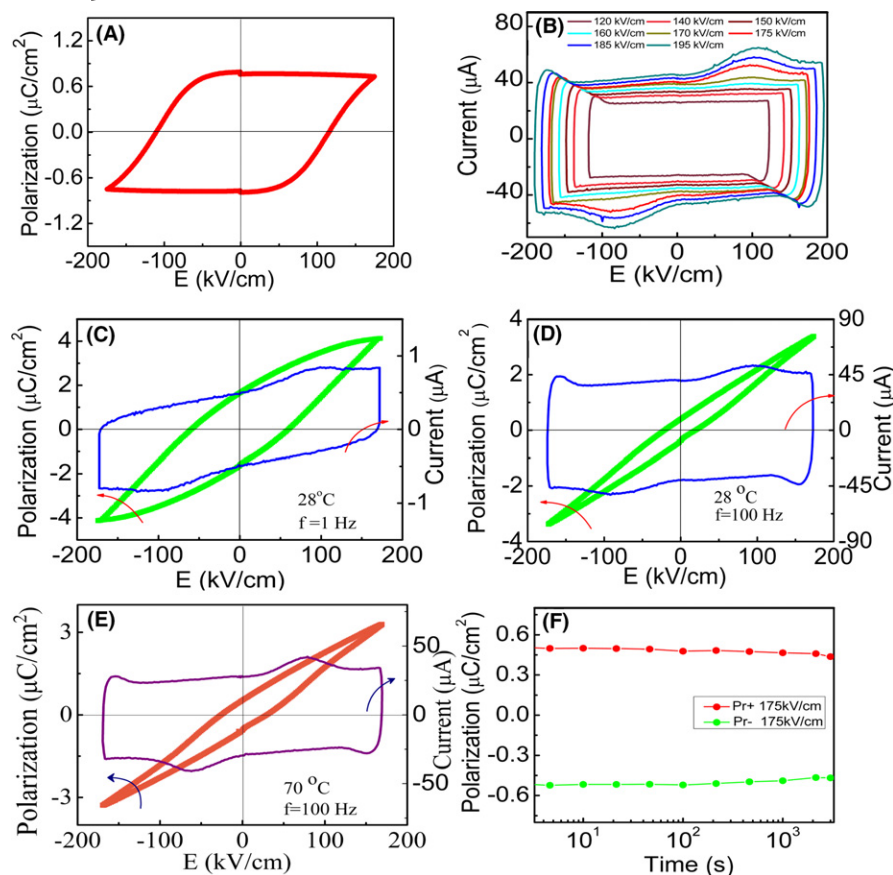 (A)
1.2
0.6
0.0
-0.6
-1.2
Polarization (μC/cm²)
-200 -100 0 100 200
E (kV/cm)
(B)
120 kV/cm 140 kV/cm 150 kV/cm
160 kV/cm 170 kV/cm 175 kV/cm
185 kV/cm 195 kV/cm
80
40
0
-40
-80
Current (μA)
-200 -100 0 100 200
E (kV/cm)
(C)
4
2
0
-2
-4
Polarization (μC/cm²)
1
0
-1
Current (μA)
28°C
f =1 Hz
-200 -100 0 100 200
E (kV/cm)
(D)
4
2
0
-2
-4
Polarization (μC/cm²)
90
45
0
-45
-90
Current (μA)
28 °C
f=100 Hz
-200 -100 0 100 200
E (kV/cm)
(E)
3
0
-3
Polarization (μC/cm²)
50
0
-50
Current (μA)
70 °C
f=100 Hz
-200 -100 0 100 200
E (kV/cm)
(F)
0.6
0.3
0.0
-0.3
-0.6
Polarization (μC/cm²)
Pr+ 175kV/cm
Pr- 175kV/cm
10¹ 10² 10³
Time (s)